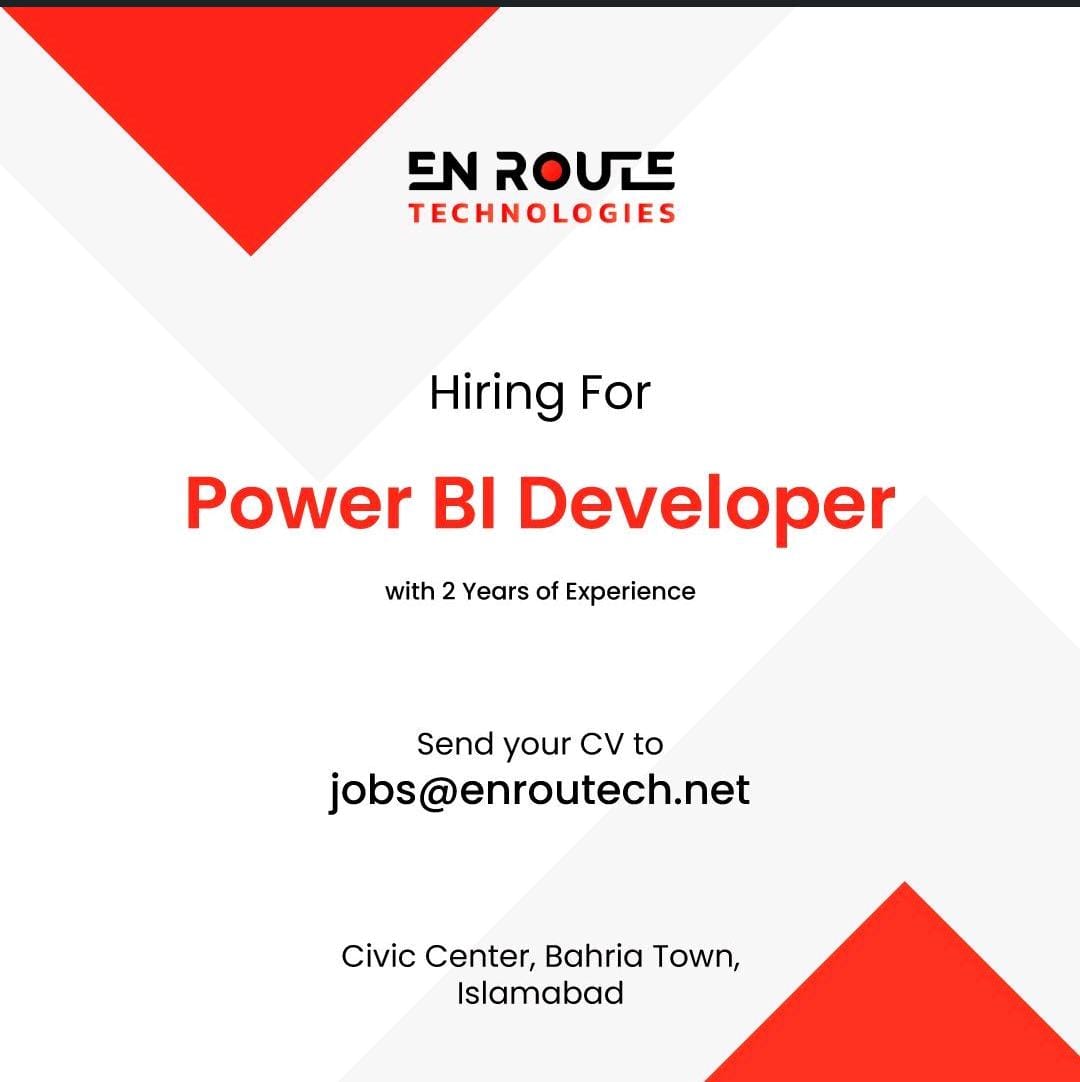 EN ROUTE
TECHNOLOGIES
Hiring For
Power BI Developer
with 2 Years of Experience
Send your CV to
jobs@enroutech.net
Civic Center, Bahria Town,
Islamabad